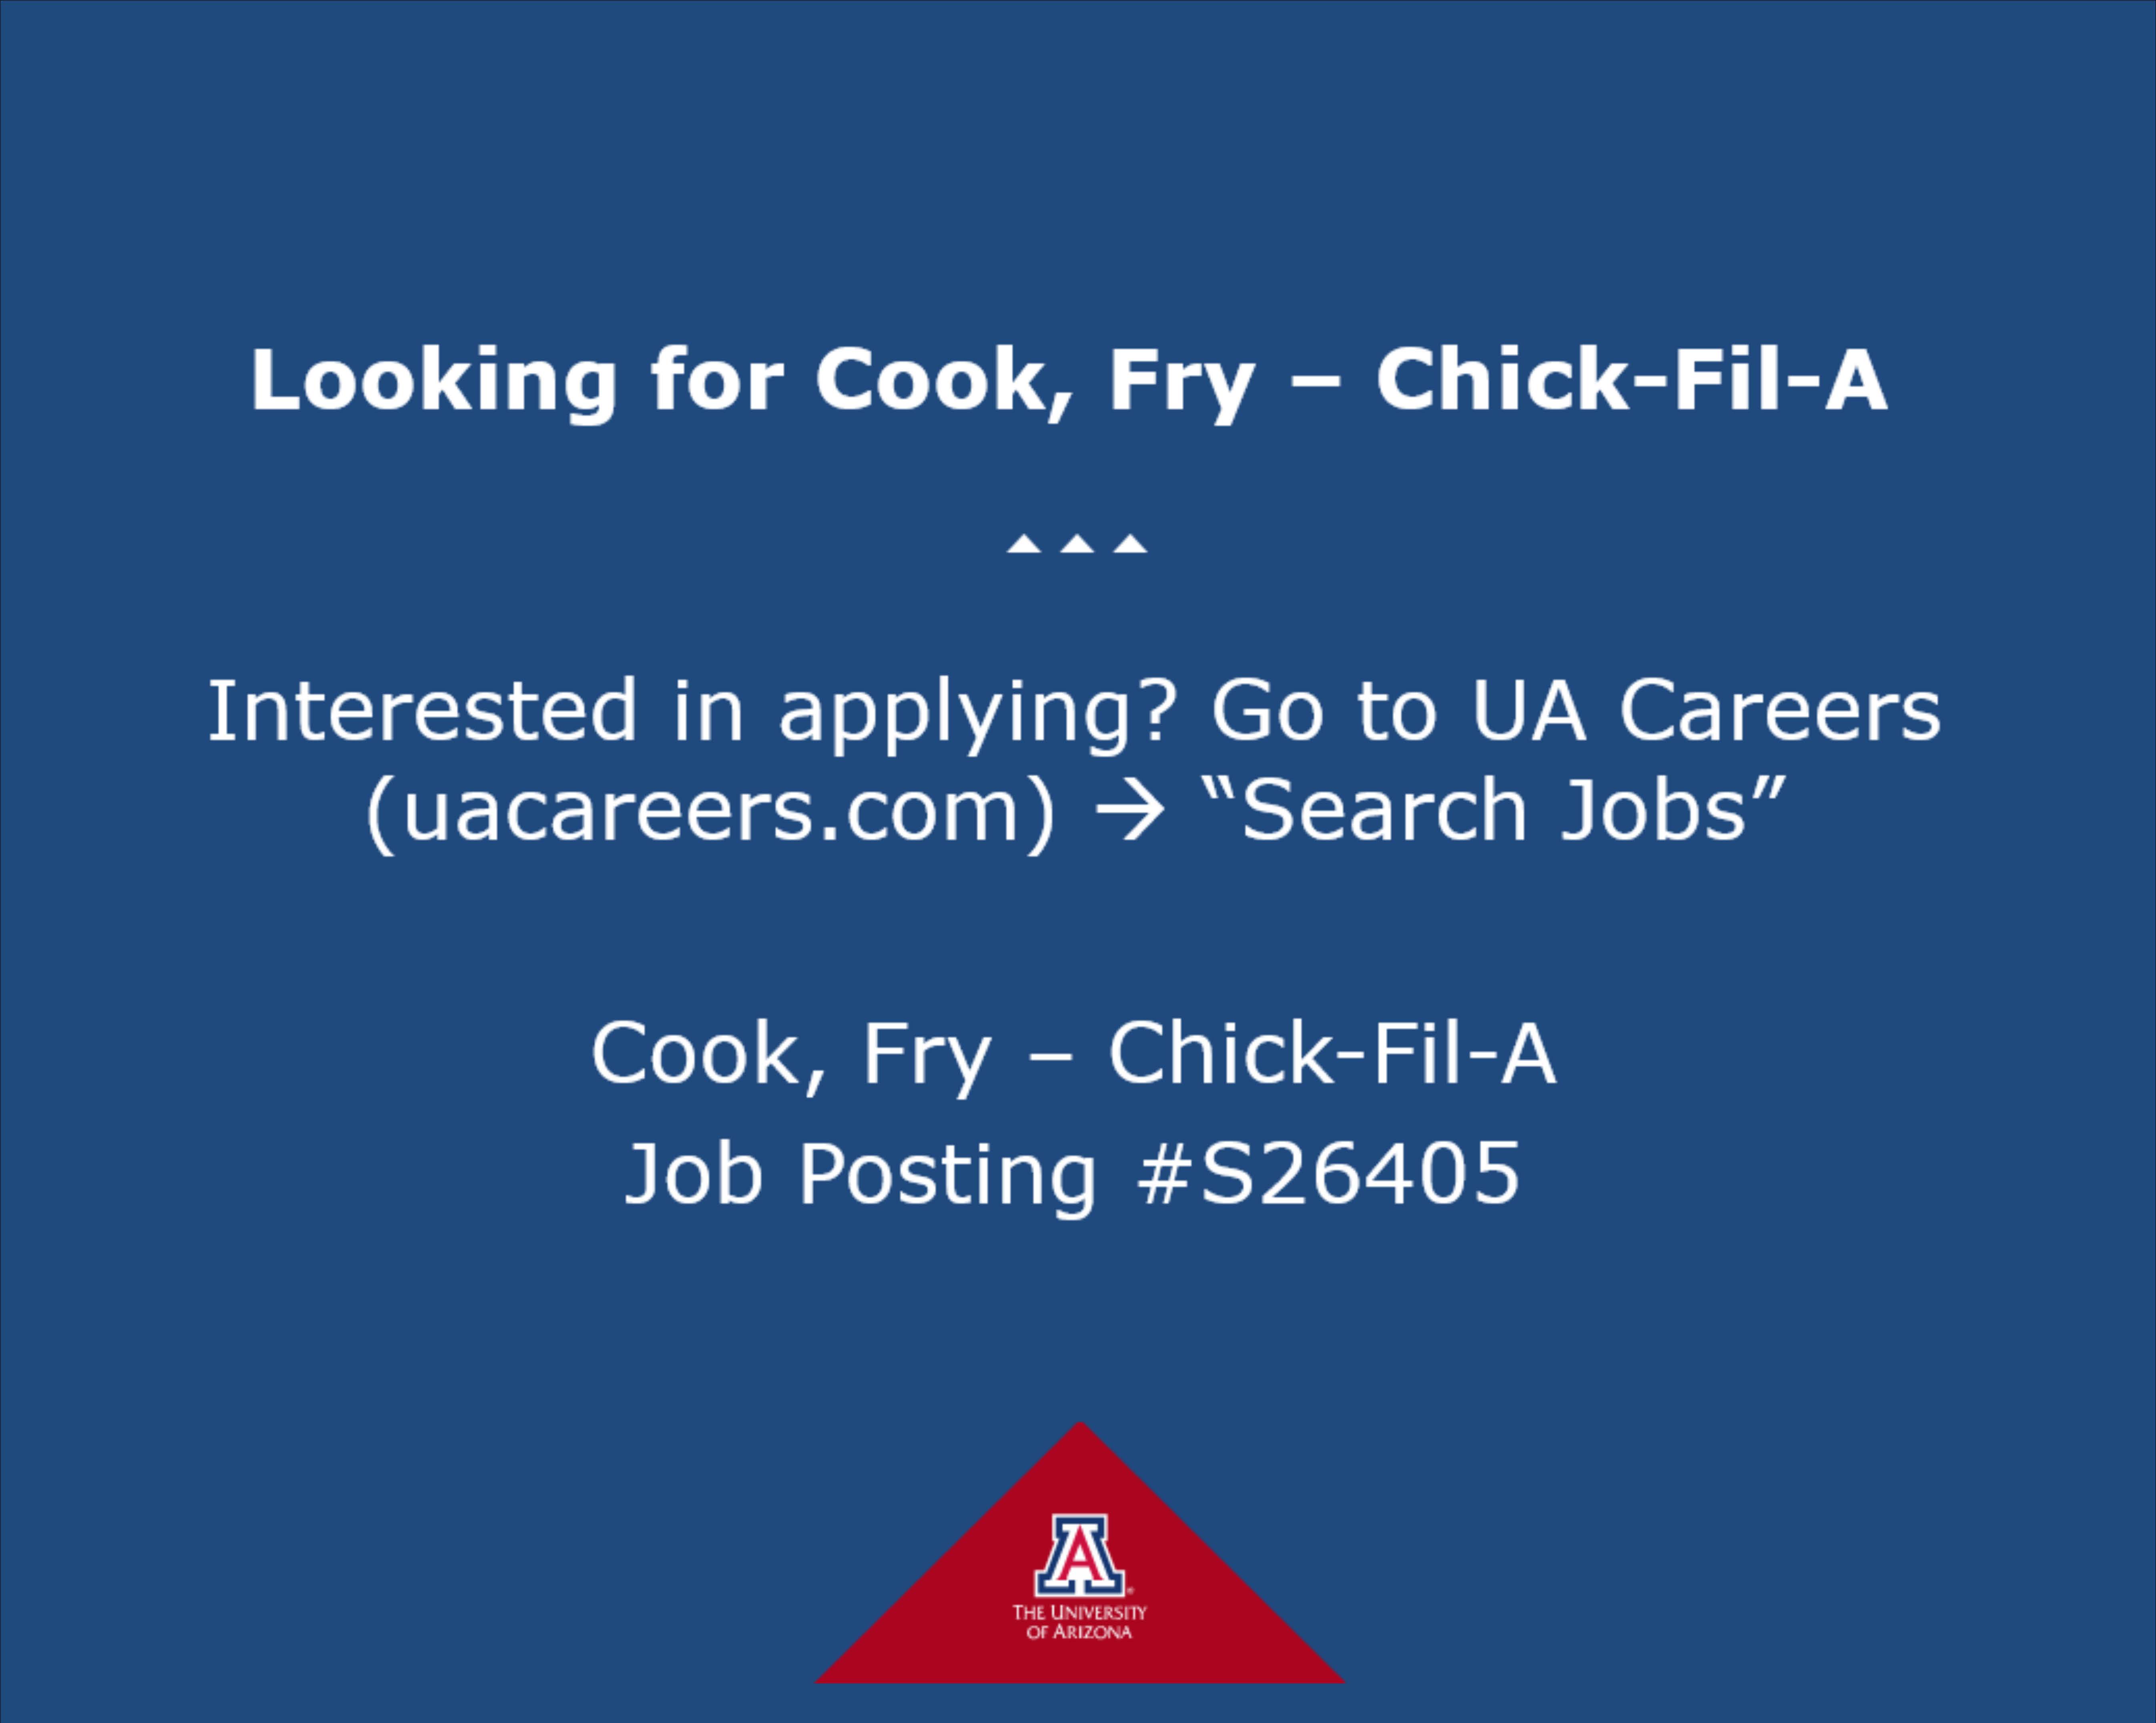 Looking for Cook, Fry – Chick-Fil-A
Interested in applying? Go to UA Careers
(uacareers.com) → “Search Jobs”
Cook, Fry – Chick-Fil-A
Job Posting #S26405
A
THE UNIVERSITY
OF ARIZONA